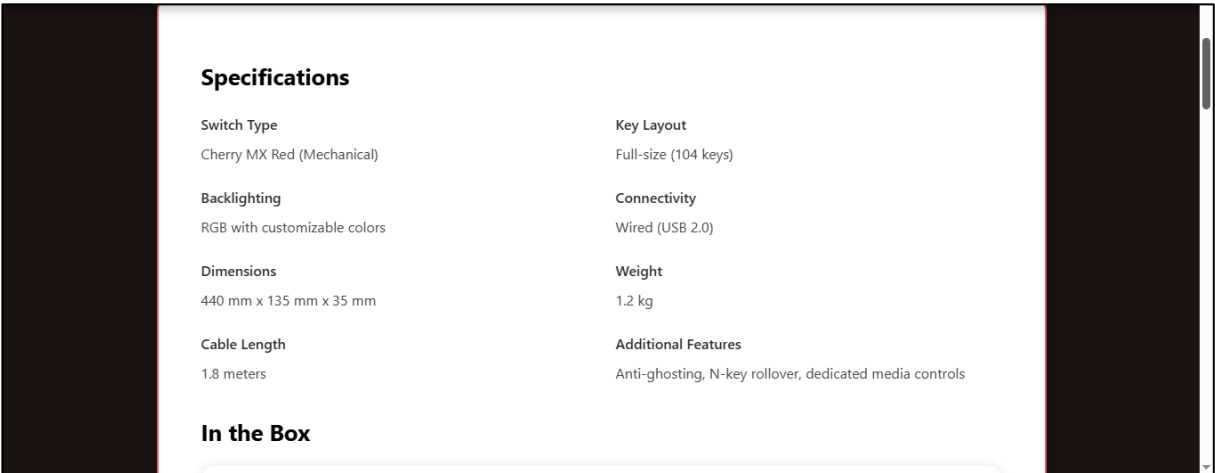 Specifications
Switch Type
Cherry MX Red (Mechanical)
Key Layout
Full-size (104 keys)
Backlighting
RGB with customizable colors
Connectivity
Wired (USB 2.0)
Dimensions
440 mm x 135 mm x 35 mm
Weight
1.2 kg
Cable Length
1.8 meters
Additional Features
Anti-ghosting, N-key rollover, dedicated media controls
In the Box